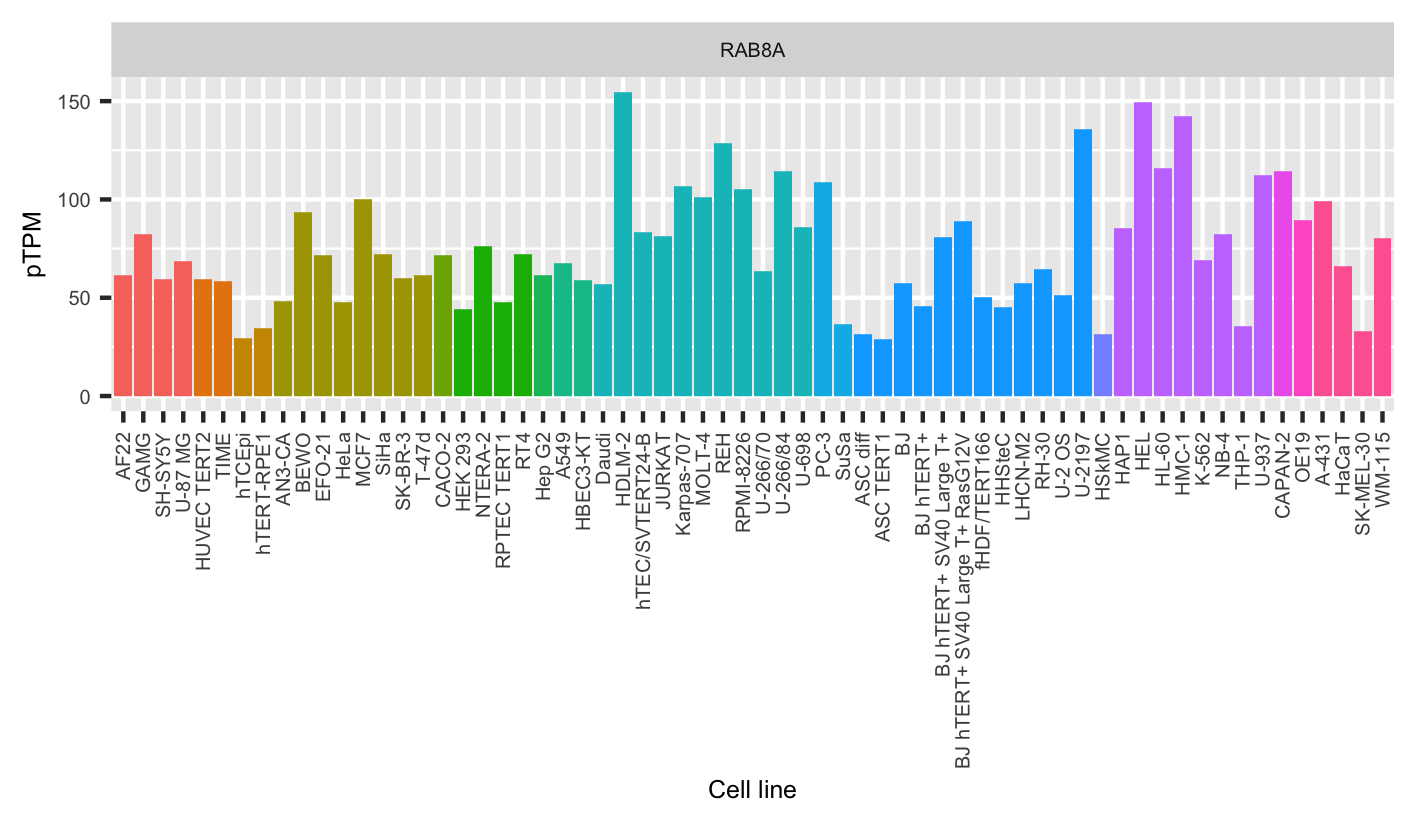 RAB8A
150
100
50
0
pTPM
AF22
GAMG
SH-SY5Y
U-87 MG
HUVEC TERT2
TIME
hTCEpi
hTERT-RPE1
AN3-CA
BEWO
EFO-21
HeLa
MCF7
SiHa
SK-BR-3
T-47d
CACO-2
HEK 293
NTERA-2
RPTEC TERT1
RT4
Hep G2
A549
HBEC3-KT
Daudi
HDLM-2
hTEC/SVTERT24-B
JURKAT
Karpas-707
MOLT-4
REH
RPMI-8226
U-266/70
U-266/84
U-698
PC-3
SuSa
ASC diff
ASC TERT1
BJ
BJ hTERT+
BJ hTERT+ SV40 Large T+
BJ hTERT+ SV40 Large T+ RasG12V
fHDF/TERT166
HHSteC
LHCN-M2
RH-30
U-2 OS
U-2197
HSkMC
HAP1
HEL
HL-60
HMC-1
K-562
NB-4
THP-1
U-937
CAPAN-2
OE19
A-431
HaCaT
SK-MEL-30
WM-115
Cell line